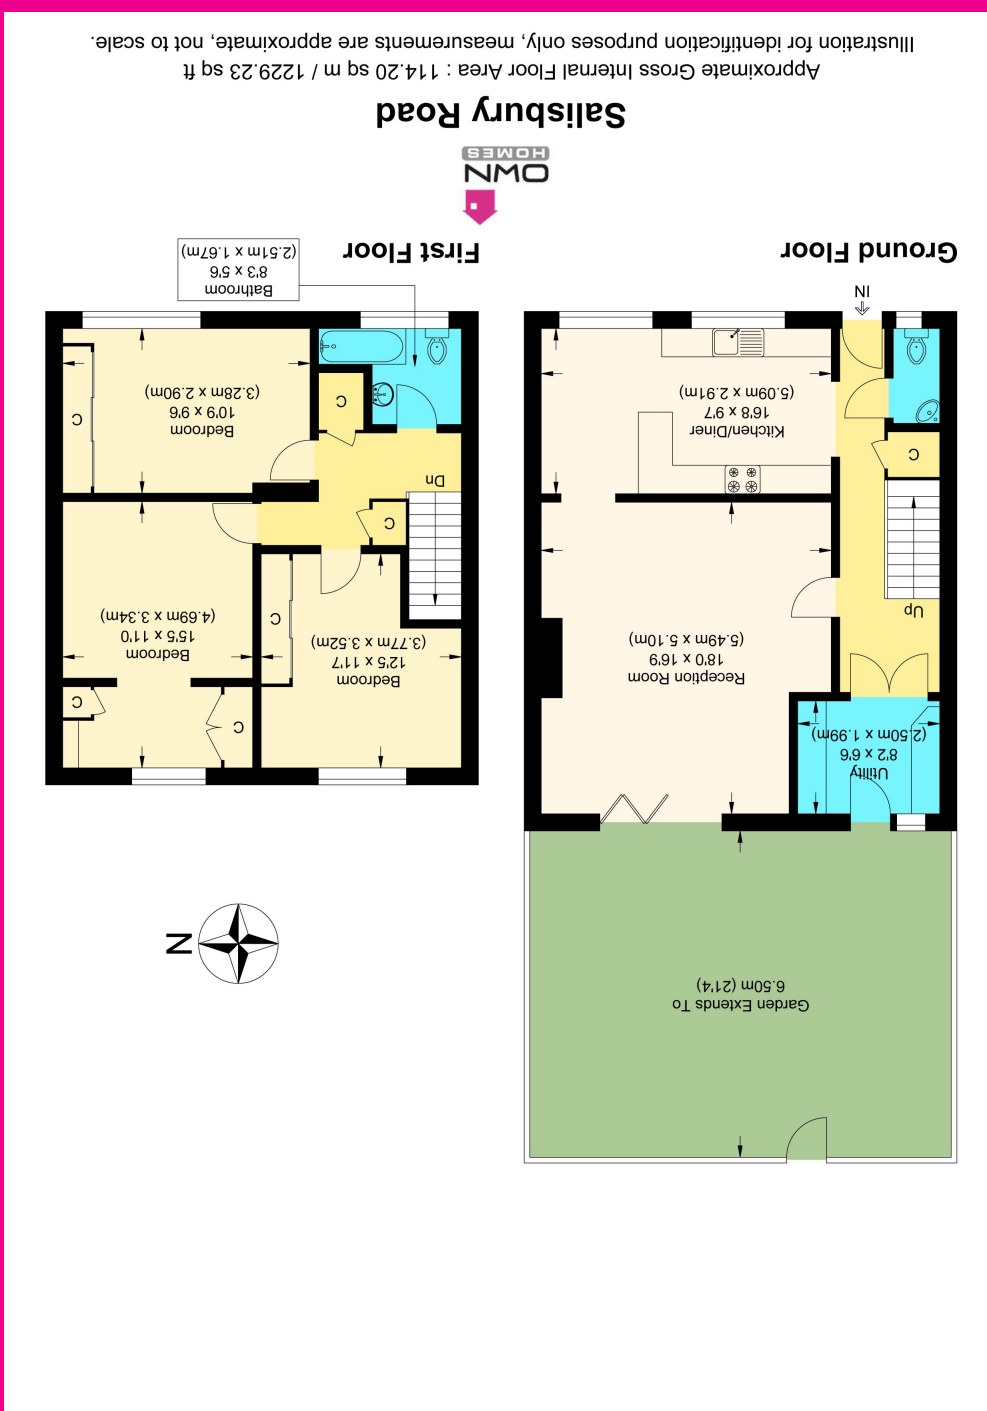 Garden Extends To
6.50m (21'4)
N
Utility
8'2 x 6'6
(2.50m x 1.99m)
Reception Room
18'0 x 16'9
(5.49m x 5.10m)
Up
C
Kitchen/Diner
16'8 x 9'7
(5.09m x 2.91m)
IN
Ground Floor
C
C
Bedroom
12'5 x 11'7
(3.77m x 3.52m)
C
Bedroom
15'5 x 11'0
(4.69m x 3.34m)
C
Dn
C
Bedroom
10'9 x 9'6
(3.28m x 2.90m)
C
Bathroom
8'3 x 5'6
(2.51m x 1.67m)
First Floor
OWN
HOMES
Salisbury Road
Approximate Gross Internal Floor Area : 114.20 sq m / 1229.23 sq ft
Illustration for identification purposes only, measurements are approximate, not to scale.